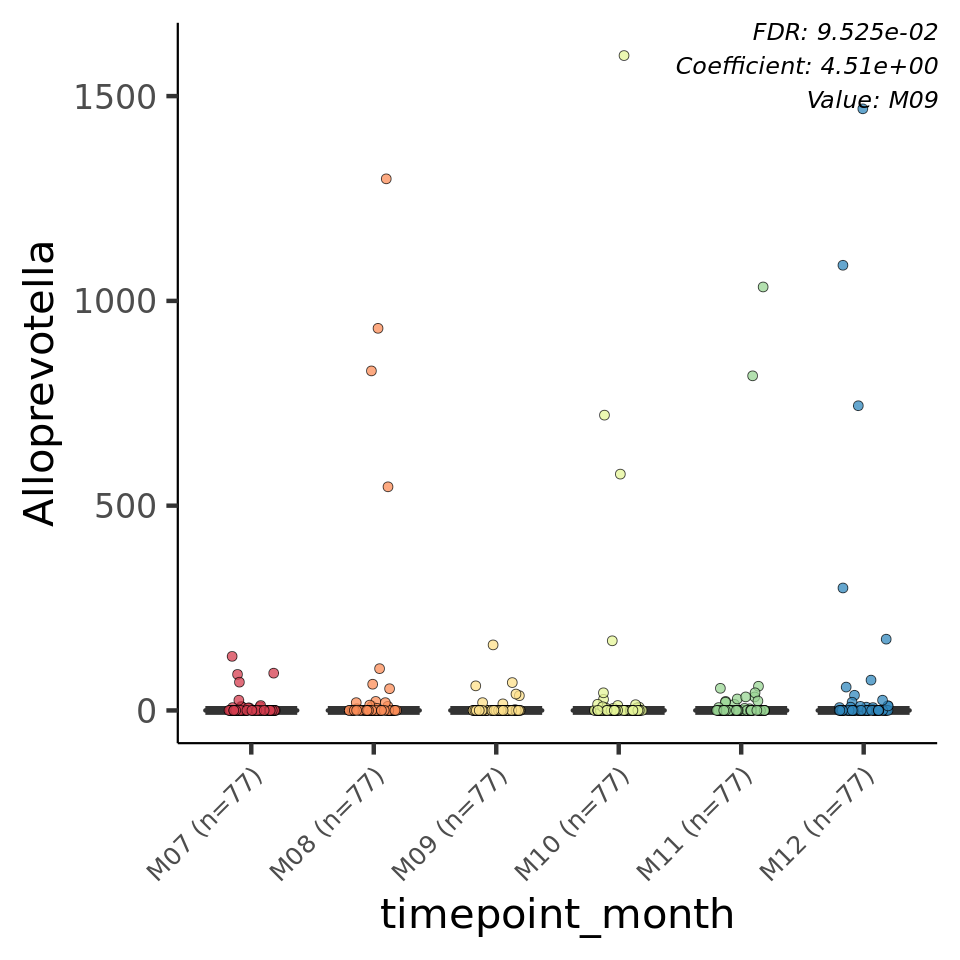 FDR: 9.525e-02
Coefficient: 4.51e+00
Value: M09
Alloprevotella
1500
1000
500
0
M07 (n=77)
M08 (n=77)
M09 (n=77)
M10 (n=77)
M11 (n=77)
M12 (n=77)
timepoint_month